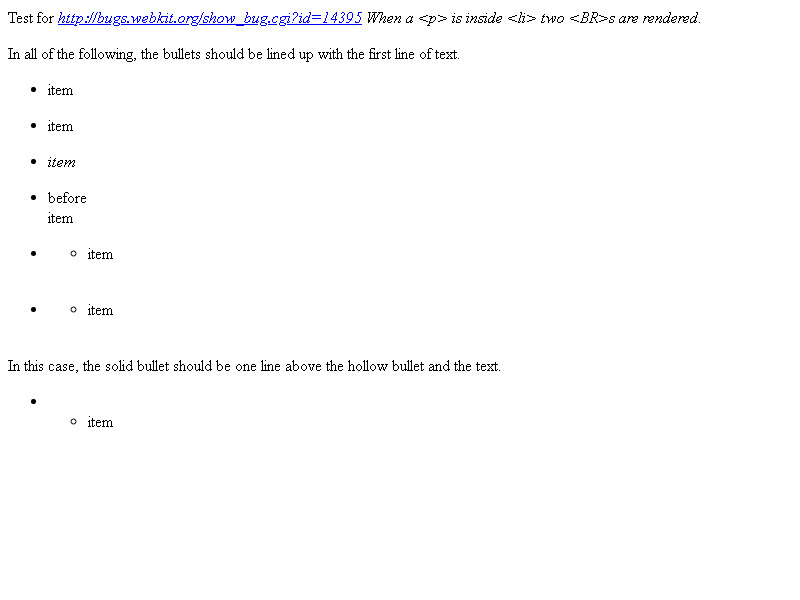 Test for http://bugs.webkit.org/show_bug.cgi?id=14395 When a <p> is inside <li> two <BR>s are rendered.
In all of the following, the bullets should be lined up with the first line of text.
• item
• item
• item
• before
item
• ◦ item
• ◦ item
In this case, the solid bullet should be one line above the hollow bullet and the text.
•
◦ item